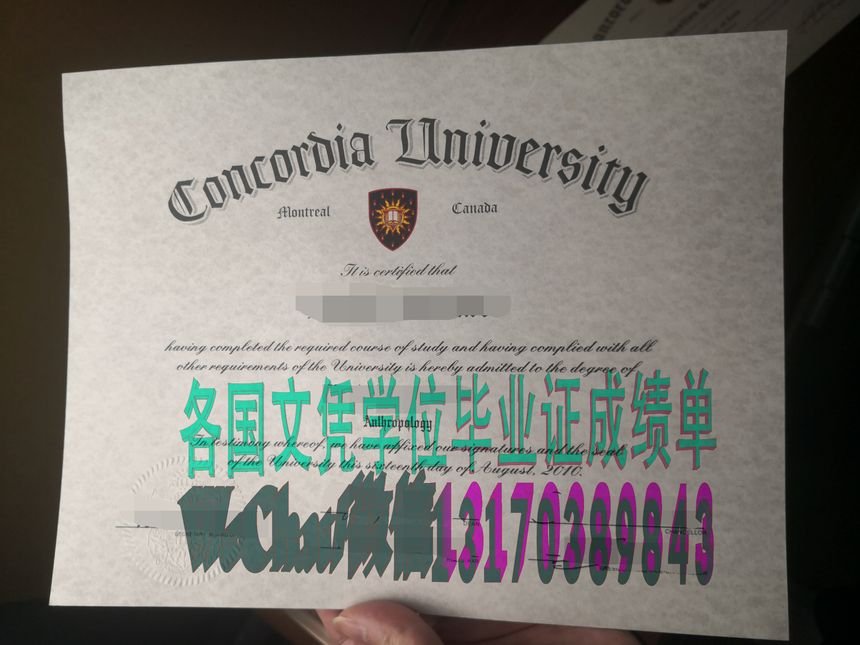 Concordia University
Montreal Canada
It is certified that
having completed the required course of study and having complied with all
other requirements of the University is hereby admitted to the degree of
各国文凭学位毕业证成绩单
Anthropology
In testimony whereof, we have affixed our signatures and the seal
of the University this sixteenth day of August, 2010.
WeChat微信13170389843
DEAN
CHANCELLOR